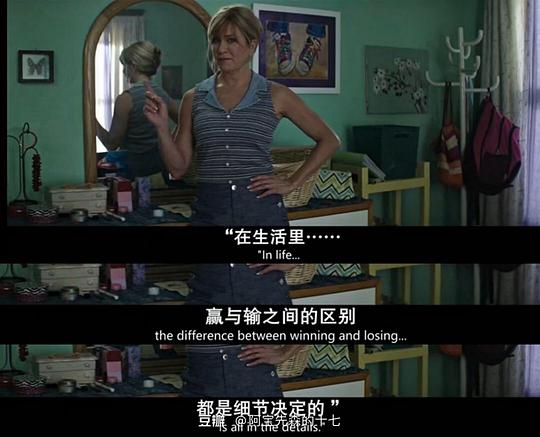 “在生活里……
"In life...
赢与输之间的区别
the difference between winning and losing...
都是细节决定的”
is all in the details."
豆瓣 @阿宝先森的十七